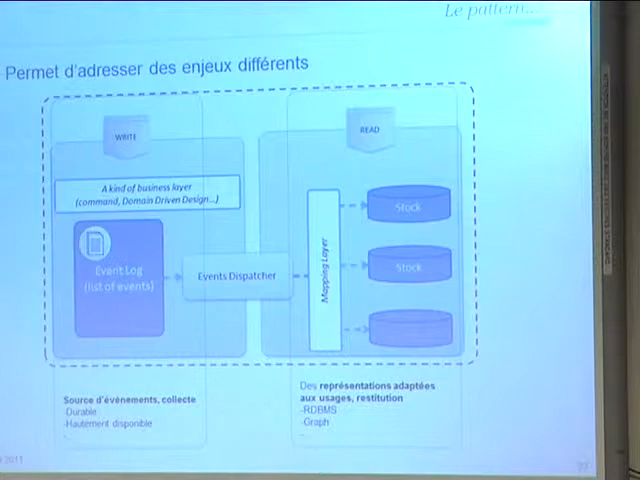 Le pattern....
Permet d'adresser des enjeux différents
WRITE
READ
A kind of business layer
(command, Domain Driven Design...)
Event Log
(list of events)
Events Dispatcher
Mapping Layer
Stock
Stock
Source d'évènements, collecte
-Durable
-Hautement disponible
Des représentations adaptées
aux usages, restitution
-RDBMS
-Graph
2011